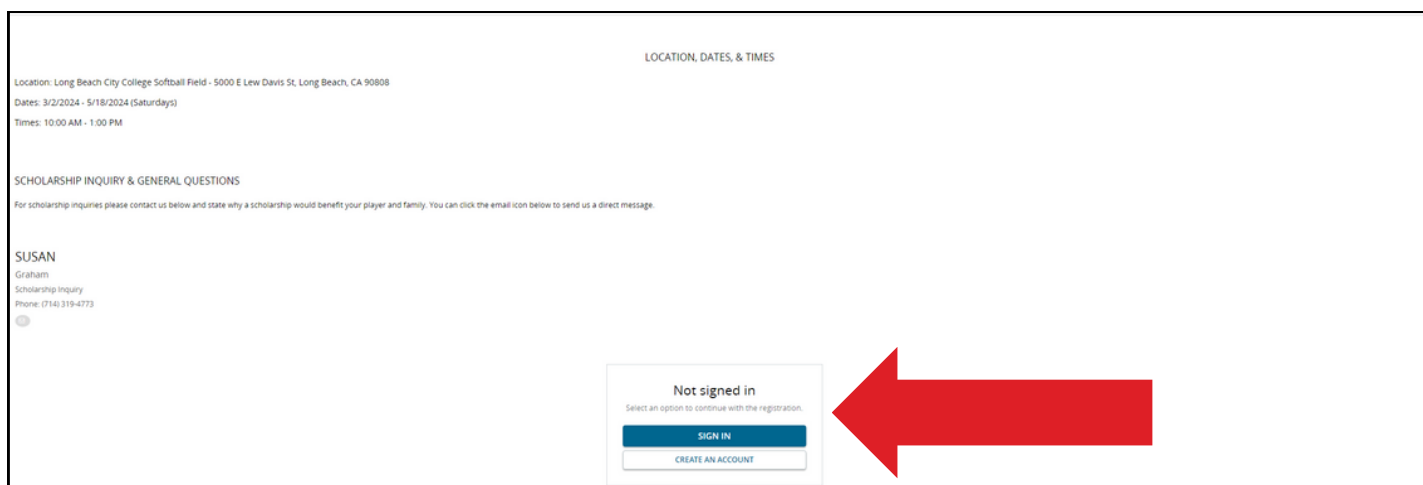 LOCATION, DATES, & TIMES
Location: Long Beach City College Softball Field - 5000 E Lew Davis St, Long Beach, CA 90808
Dates: 3/2/2024 - 5/18/2024 (Saturdays)
Times: 10:00 AM - 1:00 PM
SCHOLARSHIP INQUIRY & GENERAL QUESTIONS
For scholarship inquiries please contact us below and state why a scholarship would benefit your player and family. You can click the email icon below to send us a direct message.
SUSAN
Graham
Scholarship Inquiry
Phone: (714) 319-4773
Not signed in
Select an option to continue with the registration.
SIGN IN
CREATE AN ACCOUNT